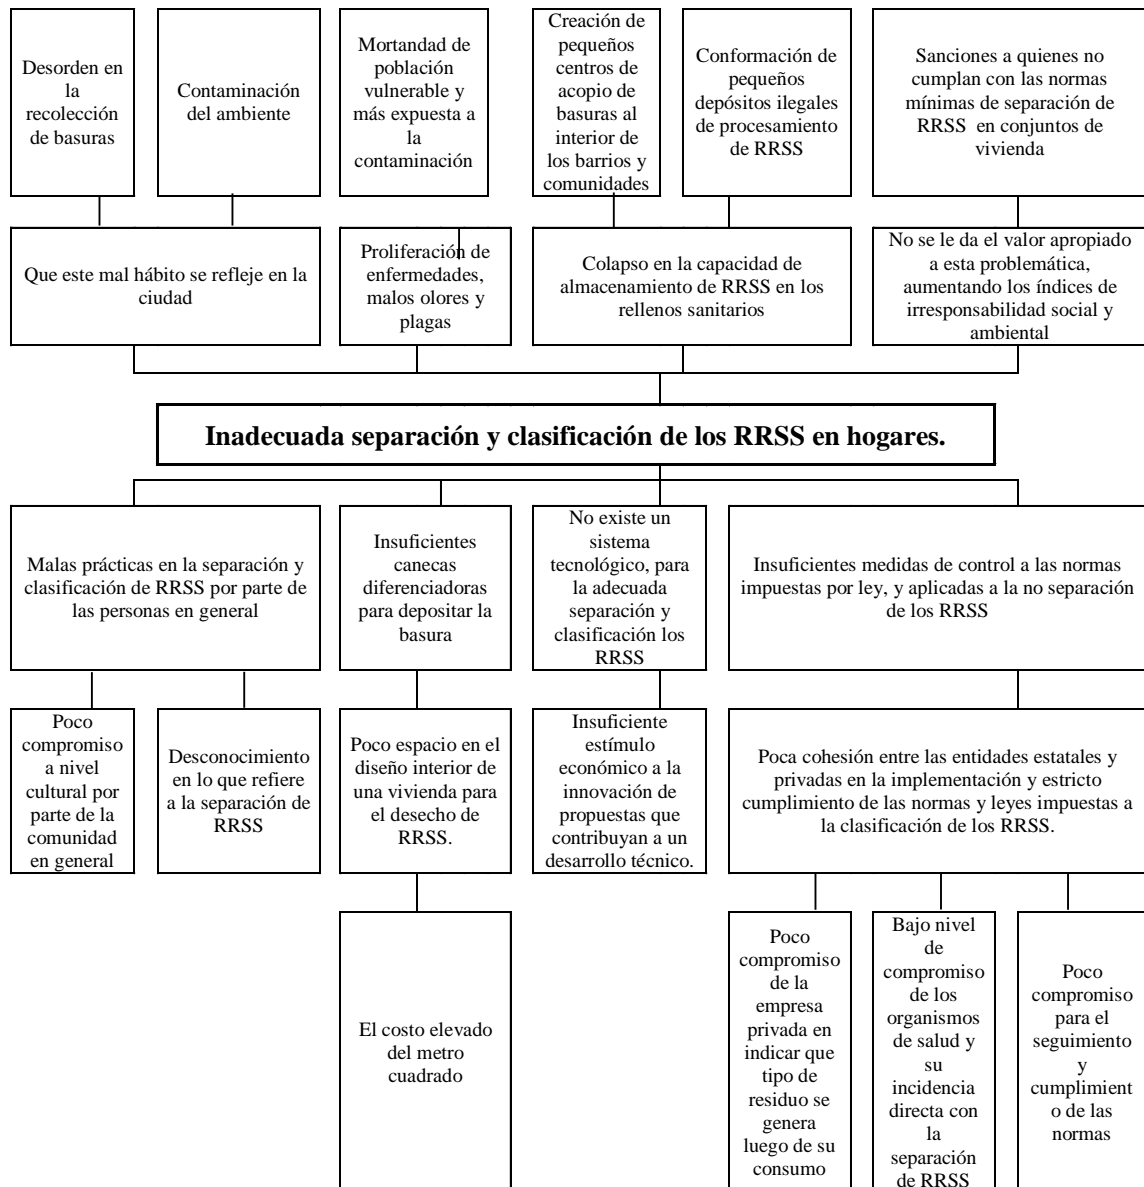 Desorden en
la
recolección
de basuras
Contaminación
del ambiente
Mortandad de
población
vulnerable y
más expuesta a
la
contaminación
Creación de
pequeños
centros de
acopio de
basuras al
interior de
los barrios y
comunidades
Conformación de
pequeños
depósitos ilegales
de procesamiento
de RRSS
Sanciones a quienes no
cumplan con las normas
mínimas de separación de
RRSS en conjuntos de
vivienda
Que este mal hábito se refleje en la
ciudad
Proliferación de
enfermedades,
malos olores y
plagas
Colapso en la capacidad de
almacenamiento de RRSS en los
rellenos sanitarios
No se le da el valor apropiado
a esta problemática,
aumentando los índices de
irresponsabilidad social y
ambiental
Inadecuada separación y clasificación de los RRSS en hogares.
Malas prácticas en la separación y
clasificación de RRSS por parte de
las personas en general
Insuficientes
canecas
diferenciadoras
para depositar la
basura
No existe un
sistema
tecnológico, para
la adecuada
separación y
clasificación los
RRSS
Insuficientes medidas de control a las normas
impuestas por ley, y aplicadas a la no separación
de los RRSS
Poco
compromiso
a nivel
cultural por
parte de la
comunidad
en general
Desconocimiento
en lo que refiere
a la separación de
RRSS
Poco espacio en el
diseño interior de
una vivienda para
el desecho de
RRSS.
Insuficiente
estímulo
económico a la
innovación de
propuestas que
contribuyan a un
desarrollo técnico.
Poca cohesión entre las entidades estatales y
privadas en la implementación y estricto
cumplimiento de las normas y leyes impuestas a
la clasificación de los RRSS.
El costo elevado
del metro
cuadrado
Poco
compromiso
de la
empresa
privada en
indicar que
tipo de
residuo se
genera
luego de su
consumo
Bajo nivel
de
compromiso
de los
organismos
de salud y
su
incidencia
directa con
la
separación
de RRSS
Poco
compromiso
para el
seguimiento
y
cumplimient
o de las
normas